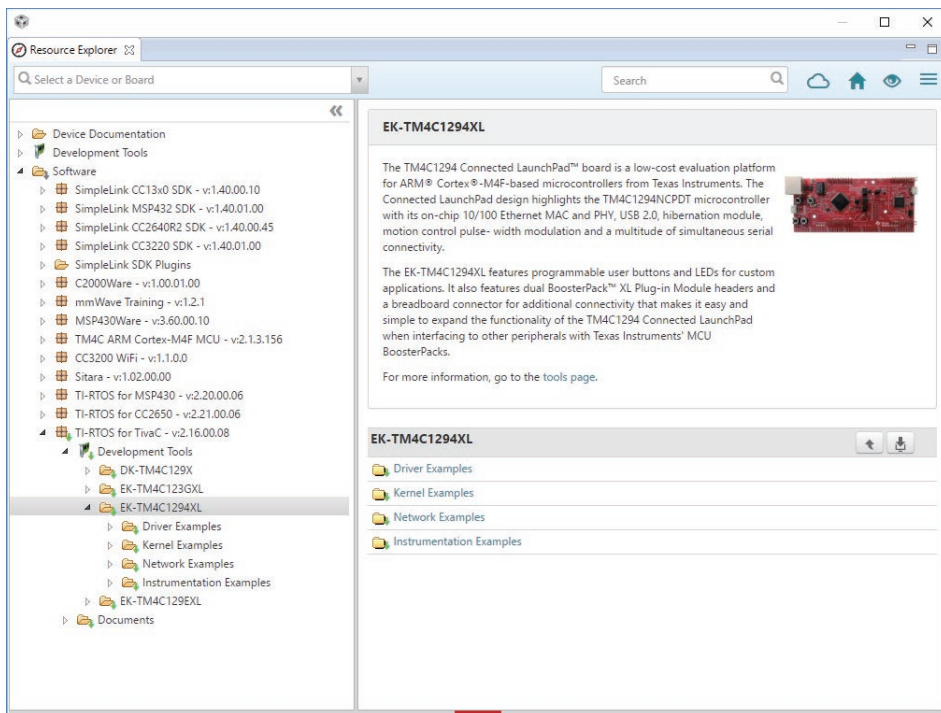 Resource Explorer
Select a Device or Board
Search
Device Documentation
Development Tools
Software
SimpleLink CC13x0 SDK - v:1.40.00.10
SimpleLink MSP432 SDK - v:1.40.01.00
SimpleLink CC2640R2 SDK - v:1.40.00.45
SimpleLink CC3220 SDK - v:1.40.01.00
SimpleLink SDK Plugins
C2000Ware - v:1.00.01.00
mmWave Training - v:1.2.1
MSP430Ware - v:3.60.00.10
TM4C ARM Cortex-M4F MCU - v:2.1.3.156
CC3200 WiFi - v:1.1.0.0
Sitara - v:1.02.00.00
TI-RTOS for MSP430 - v:2.20.00.06
TI-RTOS for CC2650 - v:2.21.00.06
TI-RTOS for TivaC - v:2.16.00.08
Development Tools
DK-TM4C129X
EK-TM4C123GXL
EK-TM4C1294XL
Driver Examples
Kernel Examples
Network Examples
Instrumentation Examples
EK-TM4C129EXL
Documents
EK-TM4C1294XL
The TM4C1294 Connected LaunchPad™ board is a low-cost evaluation platform
for ARM® Cortex®-M4F-based microcontrollers from Texas Instruments. The
Connected LaunchPad design highlights the TM4C1294NCPDT microcontroller
with its on-chip 10/100 Ethernet MAC and PHY, USB 2.0, hibernation module,
motion control pulse- width modulation and a multitude of simultaneous serial
connectivity.
The EK-TM4C1294XL features programmable user buttons and LEDs for custom
applications. It also features dual BoosterPack™ XL Plug-in Module headers and
a breadboard connector for additional connectivity that makes it easy and
simple to expand the functionality of the TM4C1294 Connected LaunchPad
when interfacing to other peripherals with Texas Instruments' MCU
BoosterPacks.
For more information, go to the tools page.
EK-TM4C1294XL
Driver Examples
Kernel Examples
Network Examples
Instrumentation Examples